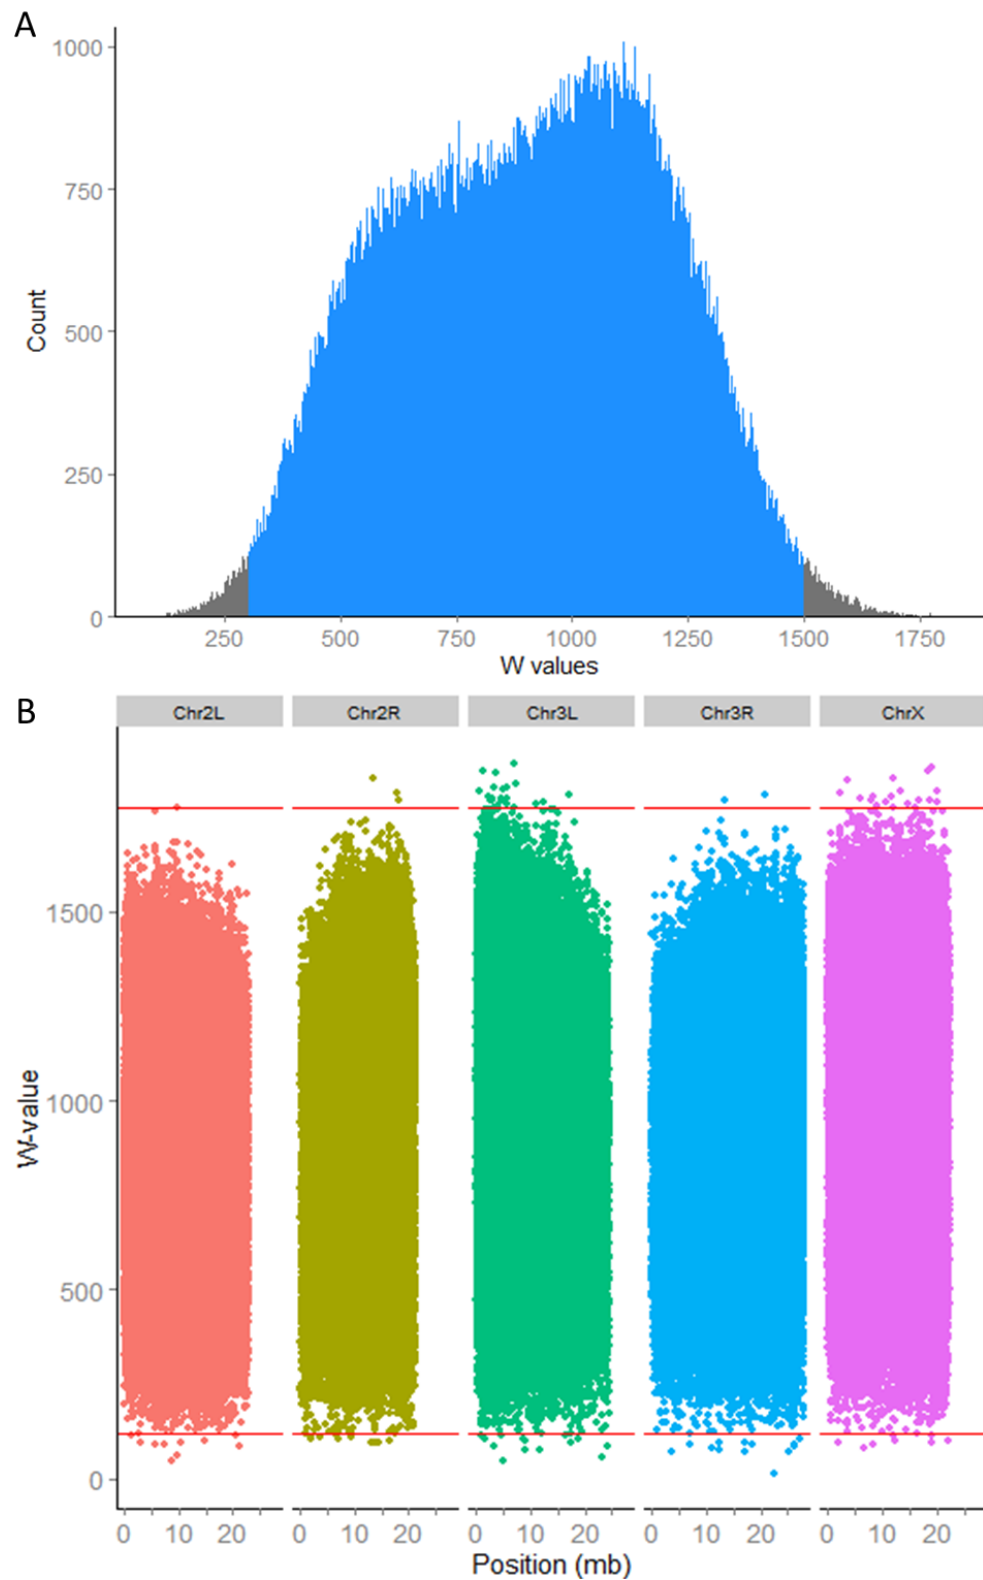 A
1000
750
500
250
0
Count
250 500 750 1000 1250 1500 1750
W values
B
Chr2L Chr2R Chr3L Chr3R ChrX
1500
1000
500
0
W-value
0 10 20 0 10 20 0 10 20 0 10 20 0 10 20
Position (mb)